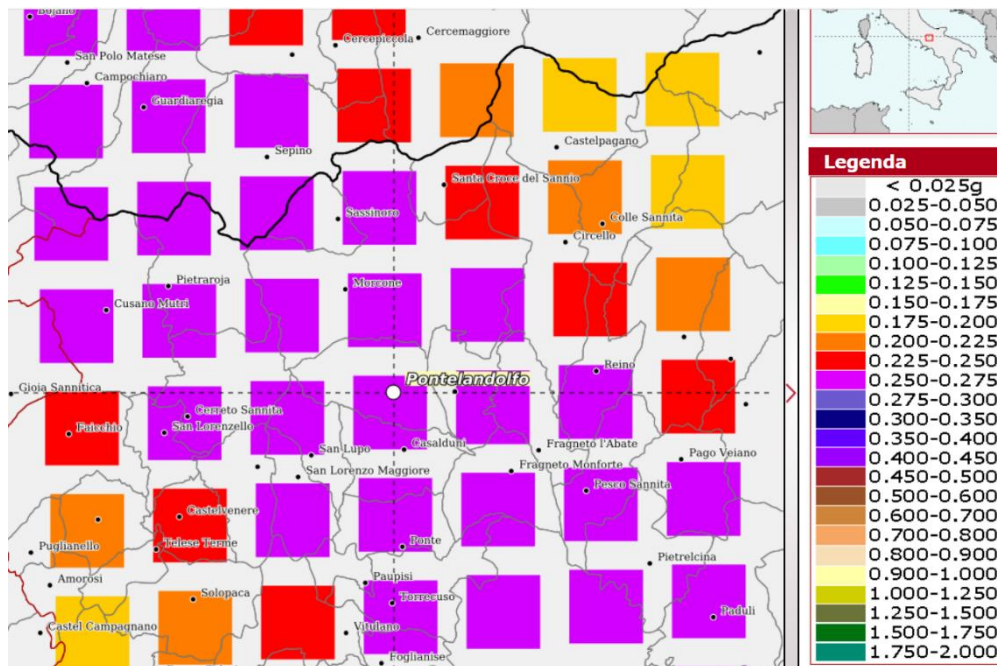 Bojano
Cercepiccola
Cercemaggiore
San Polo Matese
Campochiaro
Guardiaregia
Sepino
Castelpagano
Santa Croce del Sannio
Sassinoro
Colle Sannita
Circello
Pietraroja
Morcone
Cusano Mutri
Reino
Pontelandolfo
Gioia Sannitica
Cerreto Sannita
Faicchio
San Lorenzello
Casalduni
Fragneto l'Abate
San Lupo
Pago Veiano
San Lorenzo Maggiore
Fragneto Monforte
Pesco Sannita
Castelvenere
Ponte
Puglianello
Telese Terme
Pietrelcina
Amorosi
Paupisi
Solopaca
Torrecuso
Paduli
Castel Campagnano
Vitulano
Foglianise
Legenda
< 0.025g
0.025-0.050
0.050-0.075
0.075-0.100
0.100-0.125
0.125-0.150
0.150-0.175
0.175-0.200
0.200-0.225
0.225-0.250
0.250-0.275
0.275-0.300
0.300-0.350
0.350-0.400
0.400-0.450
0.450-0.500
0.500-0.600
0.600-0.700
0.700-0.800
0.800-0.900
0.900-1.000
1.000-1.250
1.250-1.500
1.500-1.750
1.750-2.000